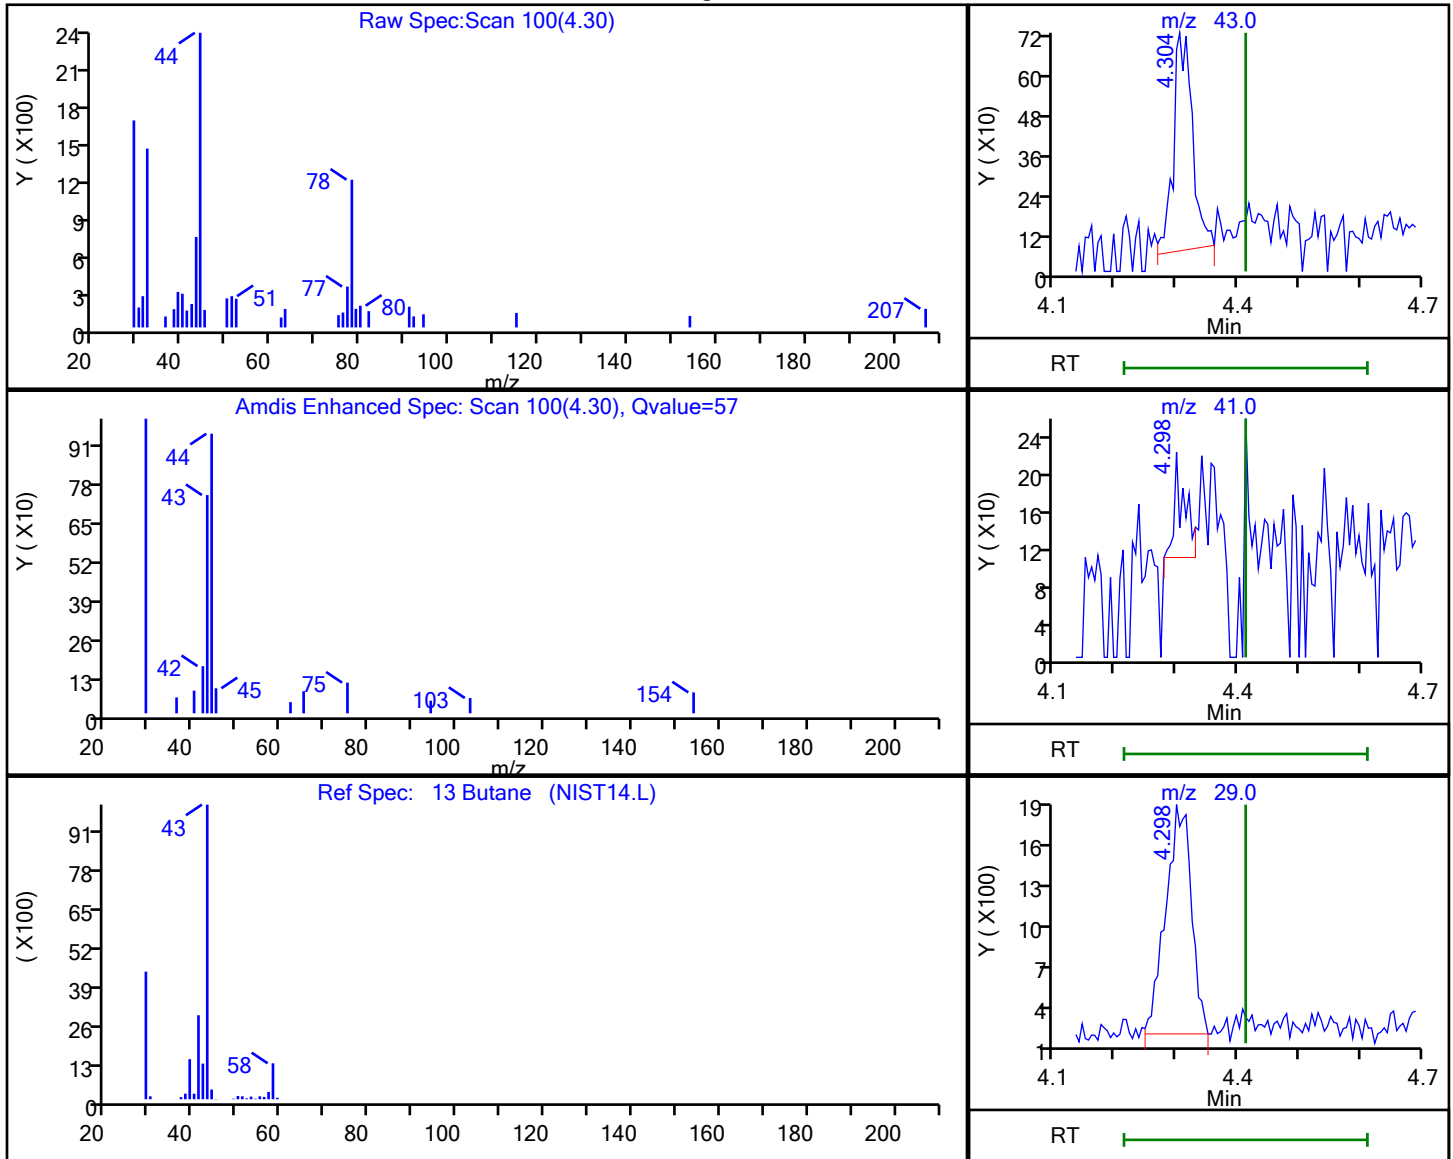 Raw Spec:Scan 100(4.30)
Y ( X100)
24
21
18
15
12
9
6
3
0
44
78
77
80
51
207
20 40 60 80 100 120 140 160 180 200
m/z
m/z 43.0
Y ( X10)
72
60
48
36
24
12
0
4.304
4.1 4.4 4.7
Min
RT
Amdis Enhanced Spec: Scan 100(4.30), Qvalue=57
Y ( X10)
91
78
65
52
39
26
13
0
44
43
42
45
75
103
154
20 40 60 80 100 120 140 160 180 200
m/z
m/z 41.0
Y ( X10)
24
20
16
12
8
4
0
4.298
4.1 4.4 4.7
Min
RT
Ref Spec: 13 Butane (NIST14.L)
( X100)
91
78
65
52
39
26
13
0
43
58
20 40 60 80 100 120 140 160 180 200
m/z 29.0
Y ( X100)
19
16
13
10
7
4
1
4.298
4.1 4.4 4.7
Min
RT